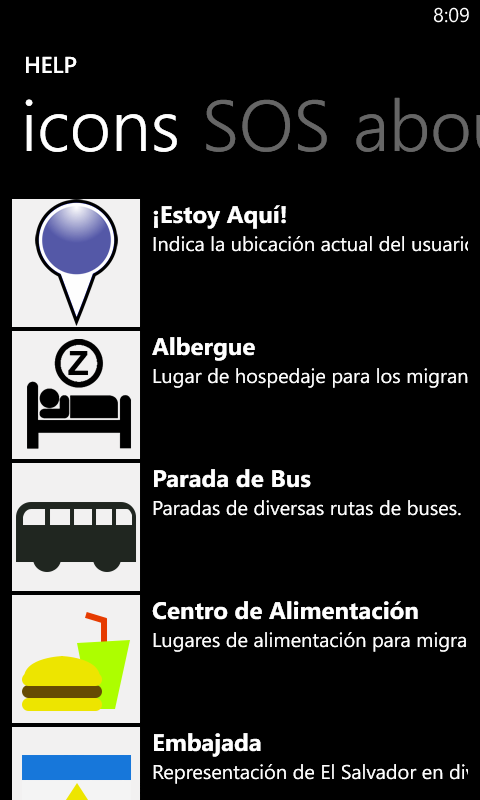 8:09
HELP
icons SOS abou
¡Estoy Aquí!
Indica la ubicación actual del usuario
Albergue
Lugar de hospedaje para los migran
Z
Parada de Bus
Paradas de diversas rutas de buses.
Centro de Alimentación
Lugares de alimentación para migra
Embajada
Representación de El Salvador en di